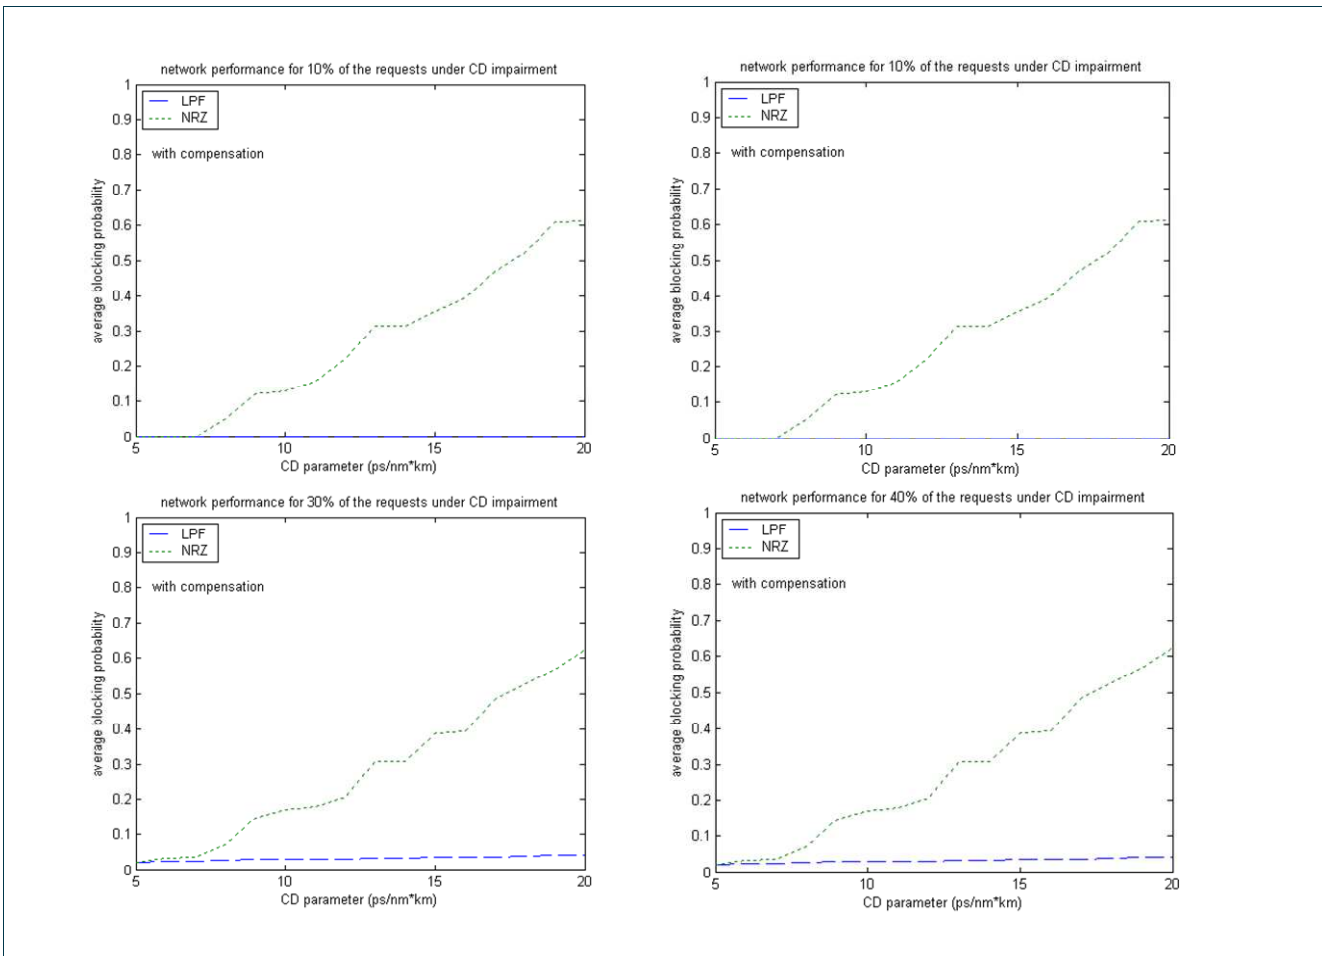 network performance for 10% of the requests under CD impairment
1
0.9
0.8
0.7
0.6
0.5
0.4
0.3
0.2
0.1
0
LPF
NRZ
with compensation
average blocking probability
5
10
15
20
CD parameter (ps/nm*km)
network performance for 10% of the requests under CD impairment
1
0.9
0.8
0.7
0.6
0.5
0.4
0.3
0.2
0.1
0
LPF
NRZ
with compensation
average blocking probability
5
10
15
20
CD parameter (ps/nm*km)
network performance for 30% of the requests under CD impairment
1
0.9
0.8
0.7
0.6
0.5
0.4
0.3
0.2
0.1
0
LPF
NRZ
with compensation
average blocking probability
5
10
15
20
CD parameter (ps/nm*km)
network performance for 40% of the requests under CD impairment
1
0.9
0.8
0.7
0.6
0.5
0.4
0.3
0.2
0.1
0
LPF
NRZ
with compensation
average blocking probability
5
10
15
20
CD parameter (ps/nm*km)